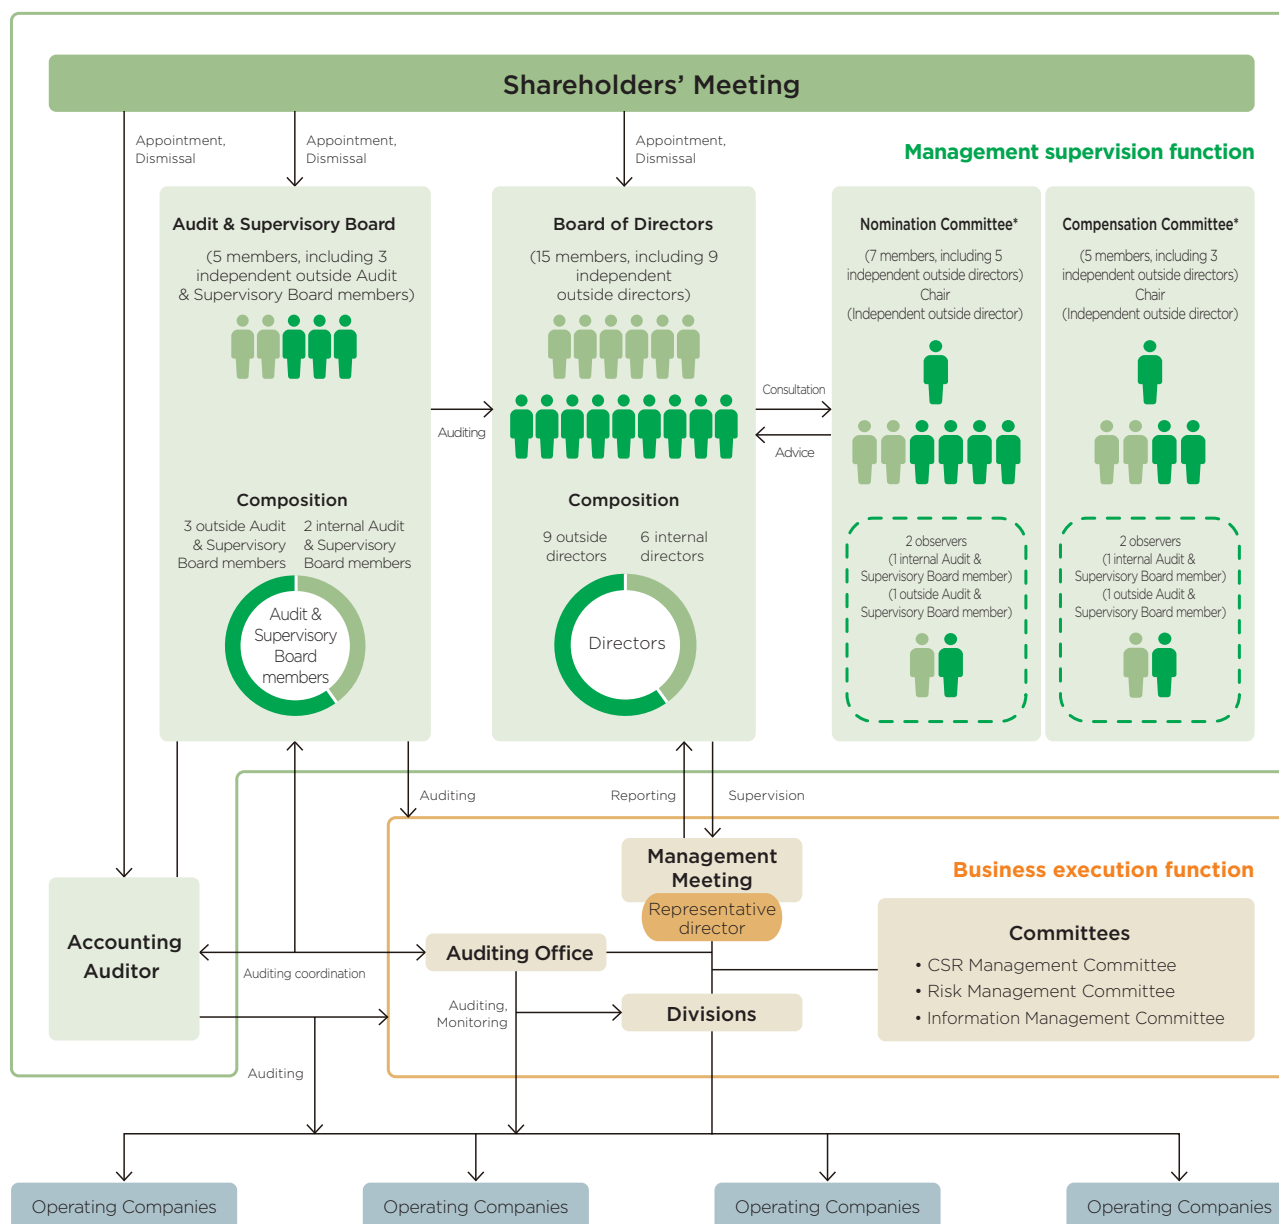 Shareholders’ Meeting
Appointment,
Dismissal
Appointment,
Dismissal
Appointment,
Dismissal
Management supervision function
Audit & Supervisory Board
(5 members, including 3
independent outside Audit
& Supervisory Board members)
Board of Directors
(15 members, including 9
independent
outside directors)
Nomination Committee*
(7 members, including 5
independent outside directors)
Chair
(Independent outside director)
Compensation Committee*
(5 members, including 3
independent outside directors)
Chair
(Independent outside director)
Auditing
Consultation
Advice
Composition
3 outside Audit
& Supervisory
Board members
2 internal Audit
& Supervisory
Board members
Audit &
Supervisory
Board
members
Composition
9 outside
directors
6 internal
directors
Directors
2 observers
(1 internal Audit &
Supervisory Board member)
(1 outside Audit &
Supervisory Board member)
2 observers
(1 internal Audit &
Supervisory Board member)
(1 outside Audit &
Supervisory Board member)
Auditing
Reporting
Supervision
Management
Meeting
Representative
director
Business execution function
Accounting
Auditor
Auditing coordination
Auditing Office
Auditing,
Monitoring
Divisions
Committees
• CSR Management Committee
• Risk Management Committee
• Information Management Committee
Auditing
Operating Companies
Operating Companies
Operating Companies
Operating Companies